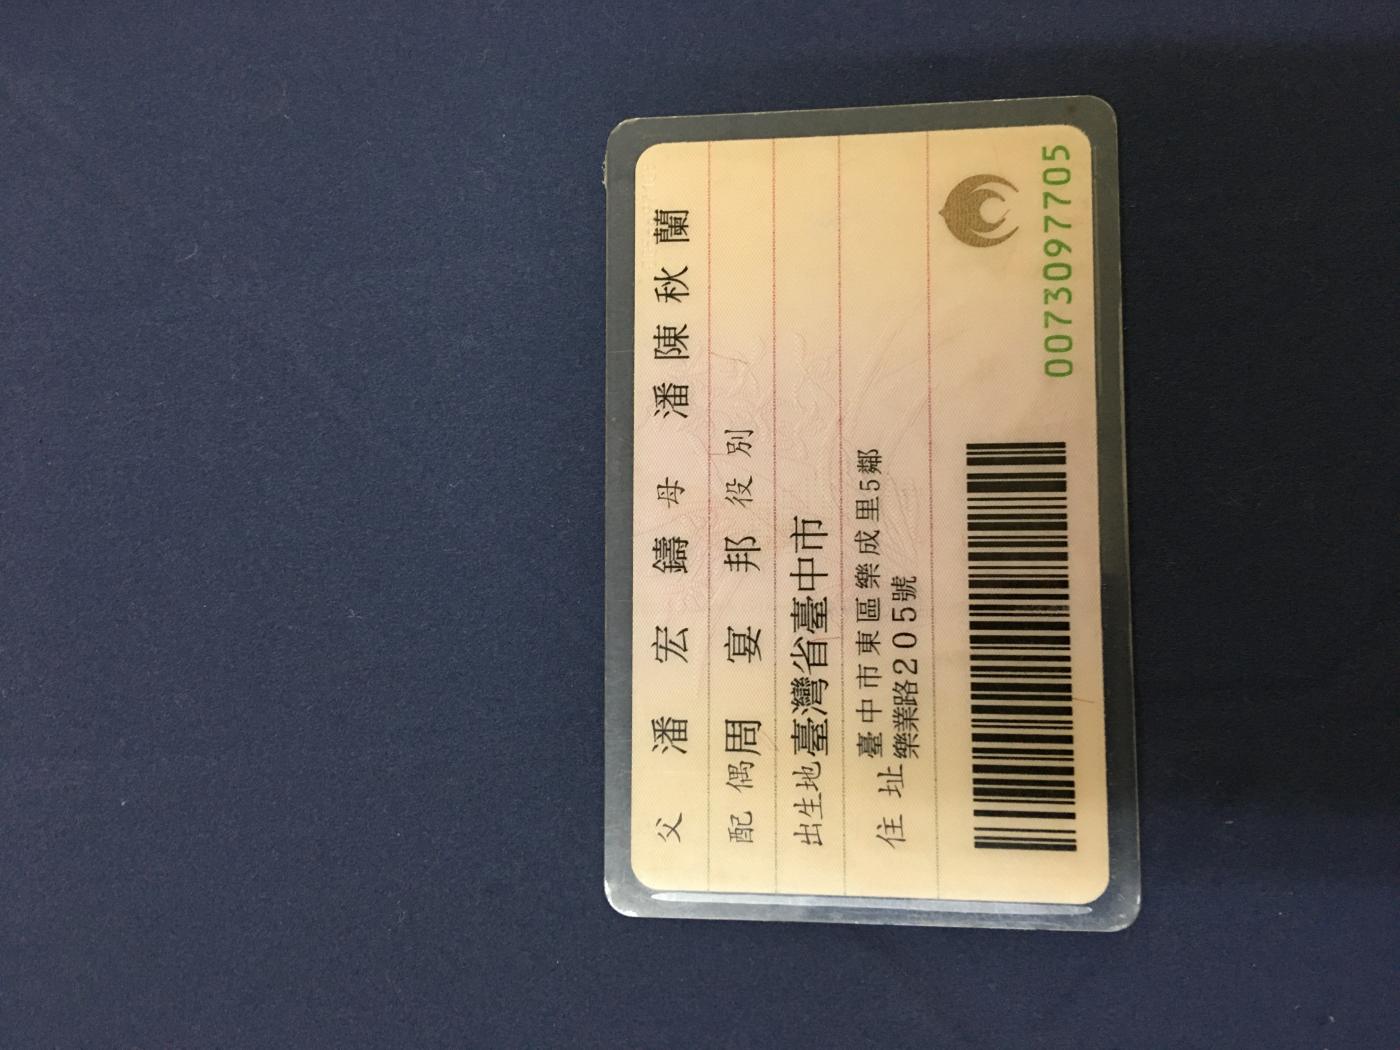 父 潘宏鑄 母 潘陳秋蘭
配偶 周宴邦 役別
出生地 臺灣省臺中市
住址 臺中市東區樂成里5鄰
樂業路205號
0073097705